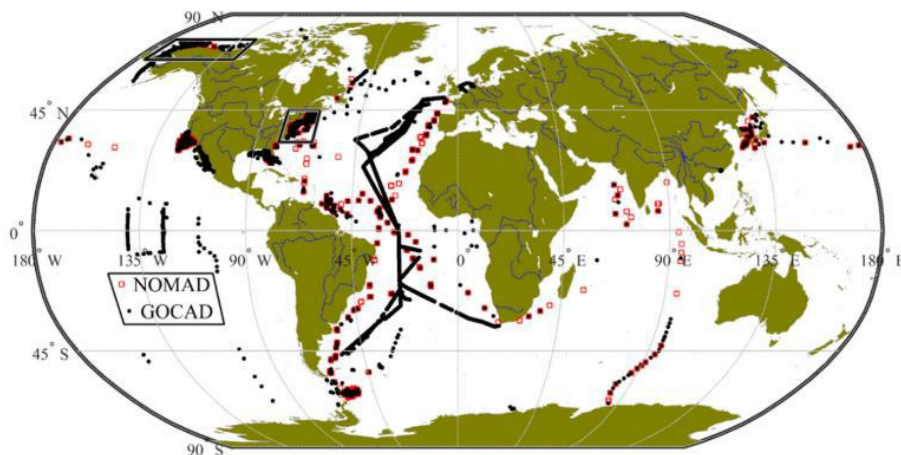 90° N
45° N
0°
180° W
135° W
90° W
45° W
0
45° E
90° E
135° E
180° E
NOMAD
GOCAD
45° S
90° S